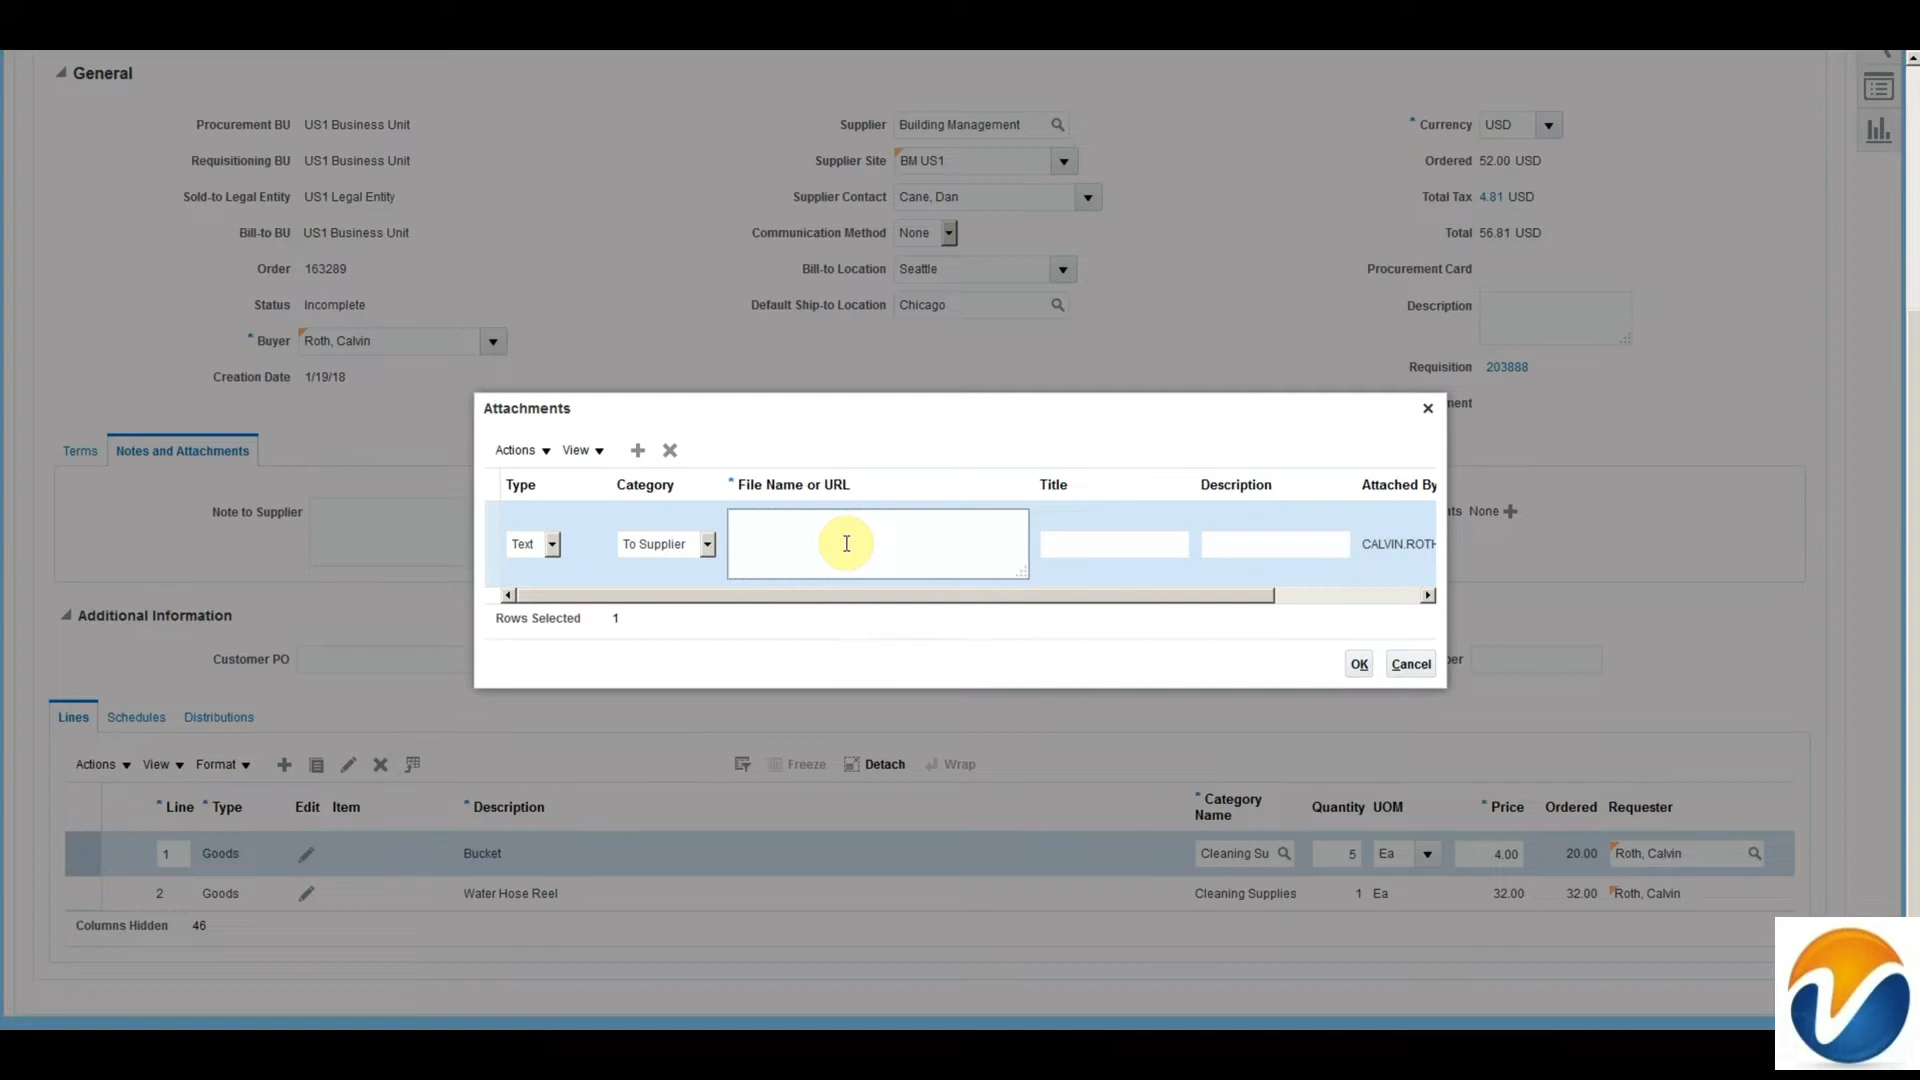 General
Procurement BU US1 Business Unit
Requisitioning BU US1 Business Unit
Sold-to Legal Entity US1 Legal Entity
Bill-to BU US1 Business Unit
Order 163289
Status Incomplete
* Buyer Roth, Calvin
Creation Date 1/19/18
Supplier Building Management
Supplier Site BM US1
Supplier Contact Cane, Dan
Communication Method None
Bill-to Location Seattle
Default Ship-to Location Chicago
* Currency USD
Ordered 52.00 USD
Total Tax 4.81 USD
Total 56.81 USD
Procurement Card
Description
Requisition 203888
ment
Terms Notes and Attachments
Note to Supplier
nts None
Attachments
Actions View
Type Category * File Name or URL Title Description Attached By
Text To Supplier CALVIN.ROTH
Rows Selected 1
OK Cancel
Additional Information
Customer PO
ber
Lines Schedules Distributions
Actions View Format Freeze Detach Wrap
* Line * Type Edit Item * Description * Category Name Quantity UOM * Price Ordered Requester
1 Goods Bucket Cleaning Su 5 Ea 4.00 20.00 Roth, Calvin
2 Goods Water Hose Reel Cleaning Supplies 1 Ea 32.00 32.00 Roth, Calvin
Columns Hidden 46